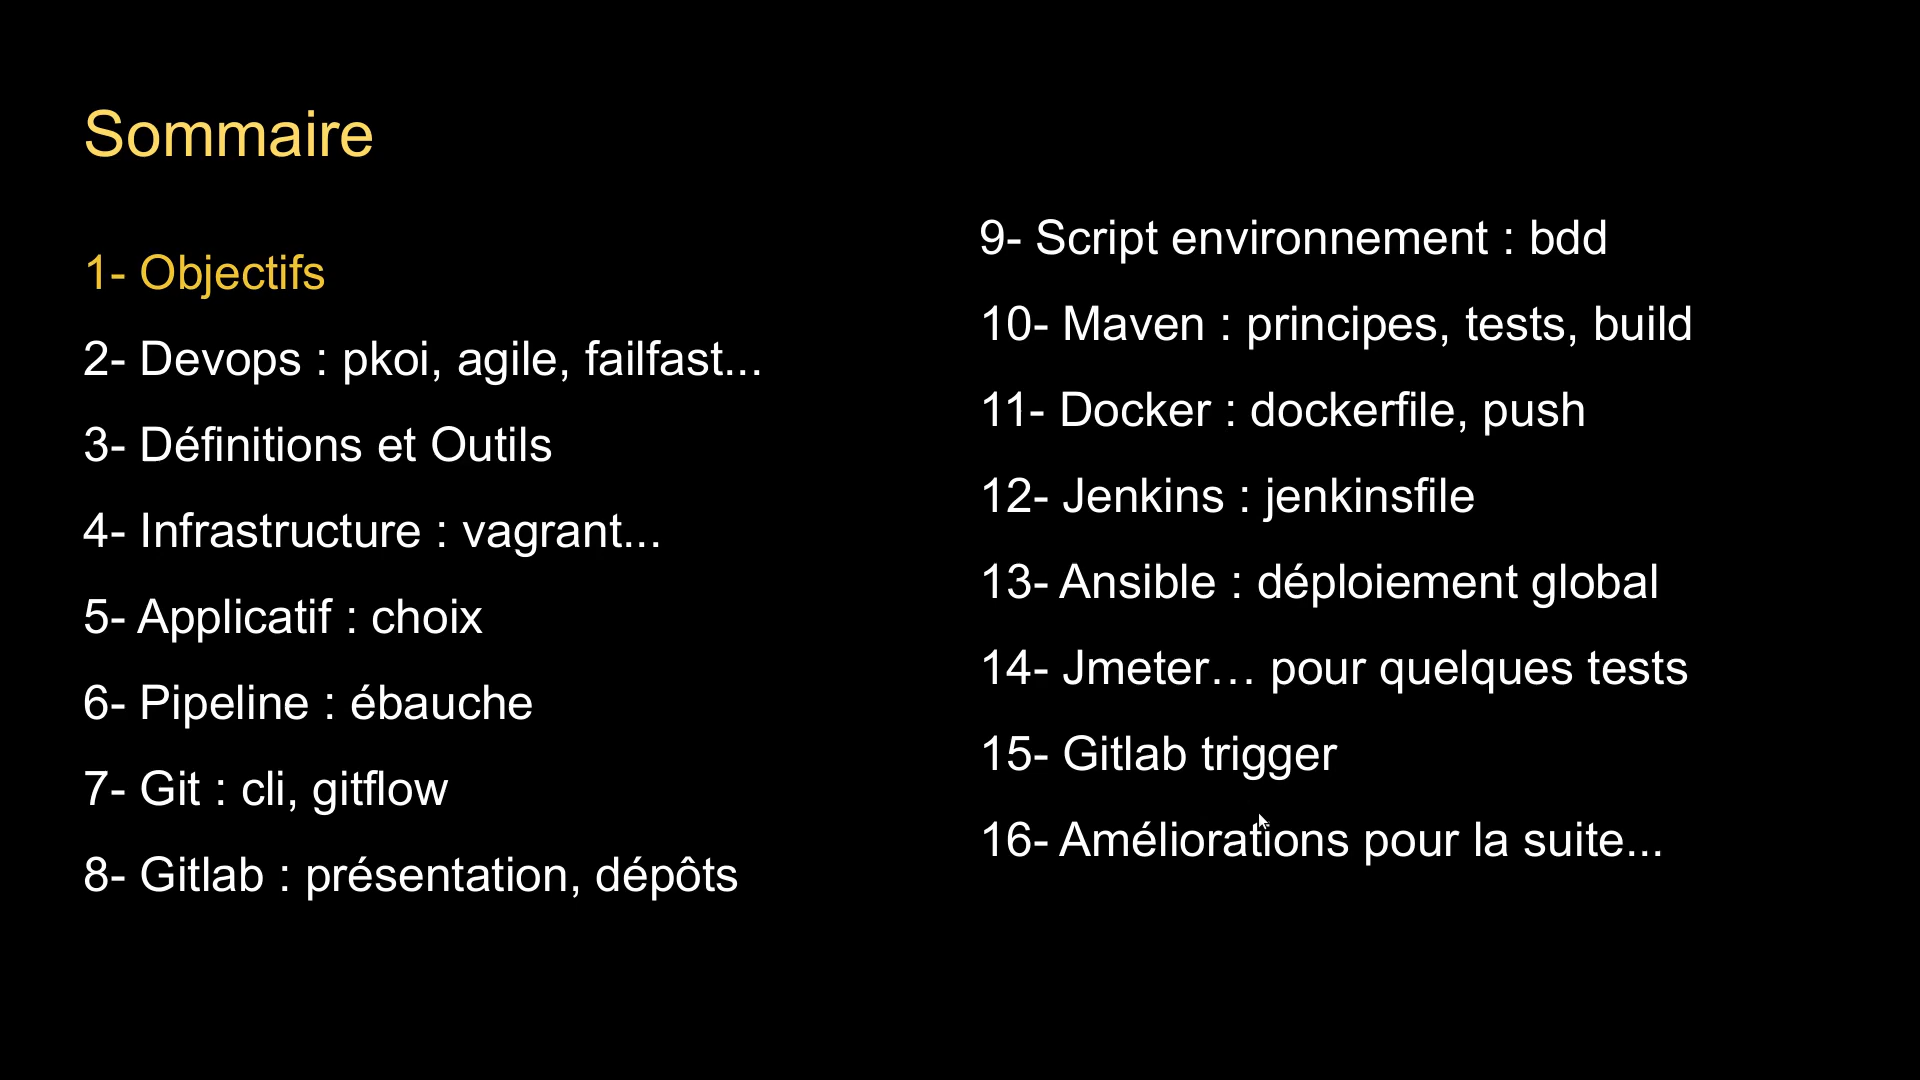 Sommaire
1- Objectifs
2- Devops : pkoi, agile, failfast...
3- Définitions et Outils
4- Infrastructure : vagrant...
5- Applicatif : choix
6- Pipeline : ébauche
7- Git : cli, gitflow
8- Gitlab : présentation, dépôts
9- Script environnement : bdd
10- Maven : principes, tests, build
11- Docker : dockerfile, push
12- Jenkins : jenkinsfile
13- Ansible : déploiement global
14- Jmeter… pour quelques tests
15- Gitlab trigger
16- Améliorations pour la suite...